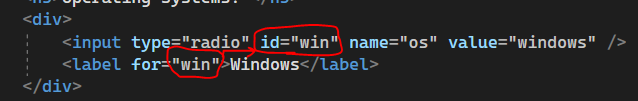 operating systems? </h3>
<div>
<input type="radio" id="win" name="os" value="windows" />
<label for="win">Windows</label>
</div>